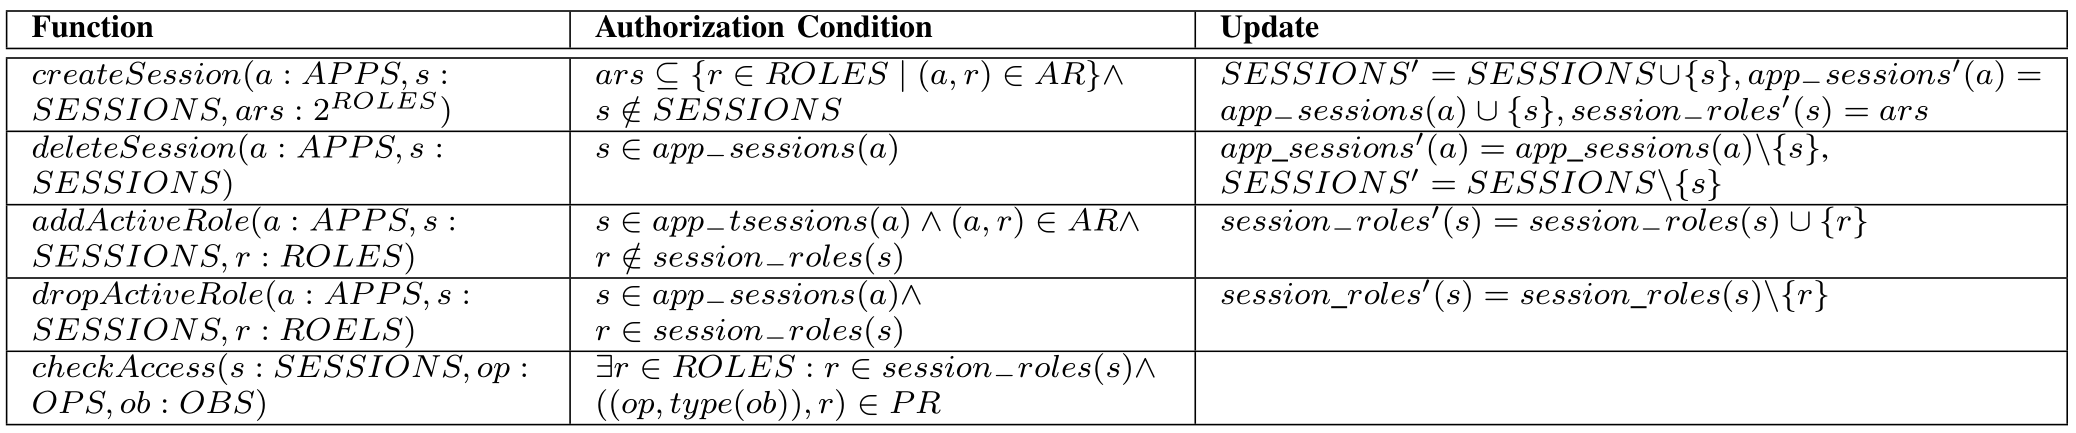 Function Authorization Condition Update
createSession(a : APPS, s : ars ⊆ {r ∈ ROLES | (a, r) ∈ AR}∧ SESSIONS′ = SESSIONS∪{s}, app_sessions′(a) =
SESSIONS, ars : 2^ROLES) s ∉ SESSIONS app_sessions(a) ∪ {s}, session_roles′(s) = ars
deleteSession(a : APPS, s : s ∈ app_sessions(a) app_sessions′(a) = app_sessions(a)\{s},
SESSIONS) SESSIONS′ = SESSIONS\{s}
addActiveRole(a : APPS, s : s ∈ app_tsessions(a) ∧ (a, r) ∈ AR∧ session_roles′(s) = session_roles(s) ∪ {r}
SESSIONS, r : ROLES) r ∉ session_roles(s)
dropActiveRole(a : APPS, s : s ∈ app_sessions(a)∧ session_roles′(s) = session_roles(s)\{r}
SESSIONS, r : ROELS) r ∈ session_roles(s)
checkAccess(s : SESSIONS, op : ∃r ∈ ROLES : r ∈ session_roles(s)∧
OPS, ob : OBS) ((op, type(ob)), r) ∈ PR